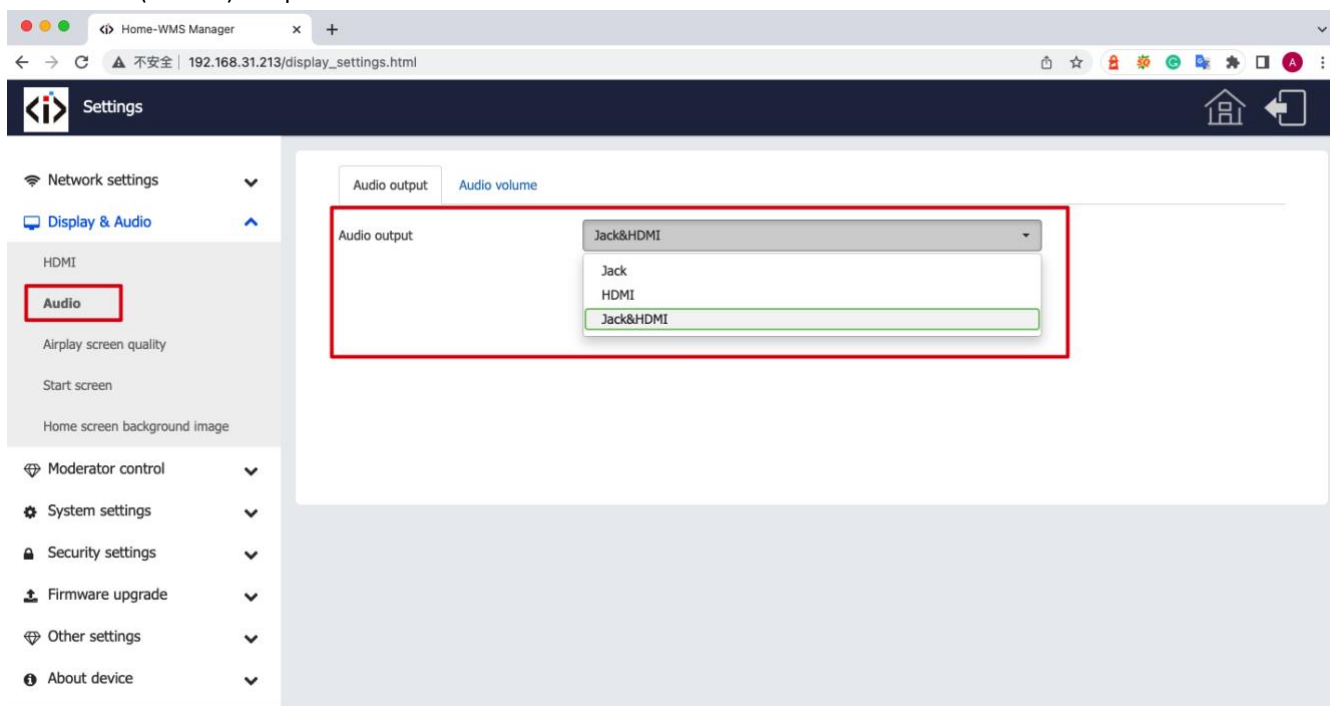 Home-WMS Manager
不安全 192.168.31.213/display_settings.html
A
<i> Settings
Network settings
Display & Audio
HDMI
Audio
Airplay screen quality
Start screen
Home screen background image
Moderator control
System settings
Security settings
Firmware upgrade
Other settings
About device
Audio output Audio volume
Audio output Jack&HDMI
Jack
HDMI
Jack&HDMI